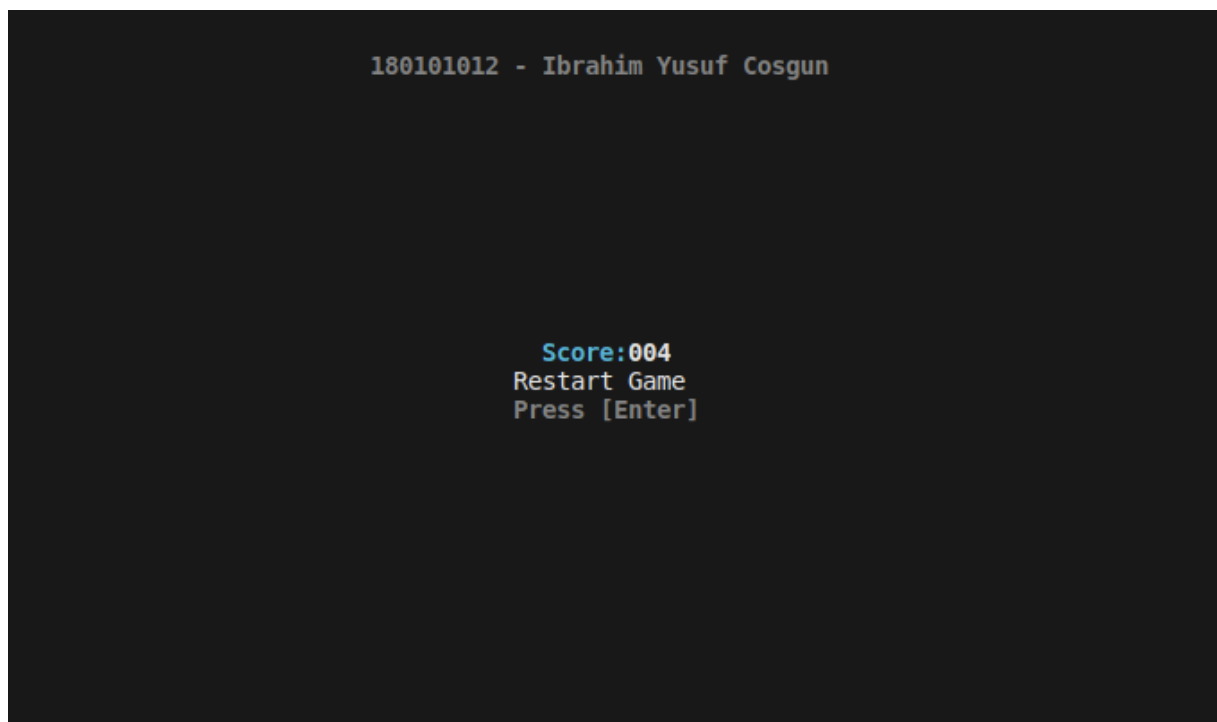 180101012 - Ibrahim Yusuf Cosgun
Score:004
Restart Game
Press [Enter]